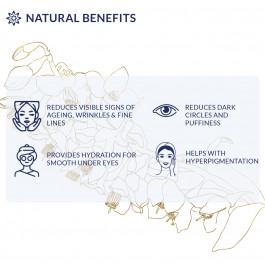 NATURAL BENEFITS
REDUCES VISIBLE SIGNS OF
AGEING, WRINKLES & FINE
LINES
REDUCES DARK
CIRCLES AND
PUFFINESS
PROVIDES HYDRATION FOR
SMOOTH UNDER EYES
HELPS WITH
HYPERPIGMENTATION